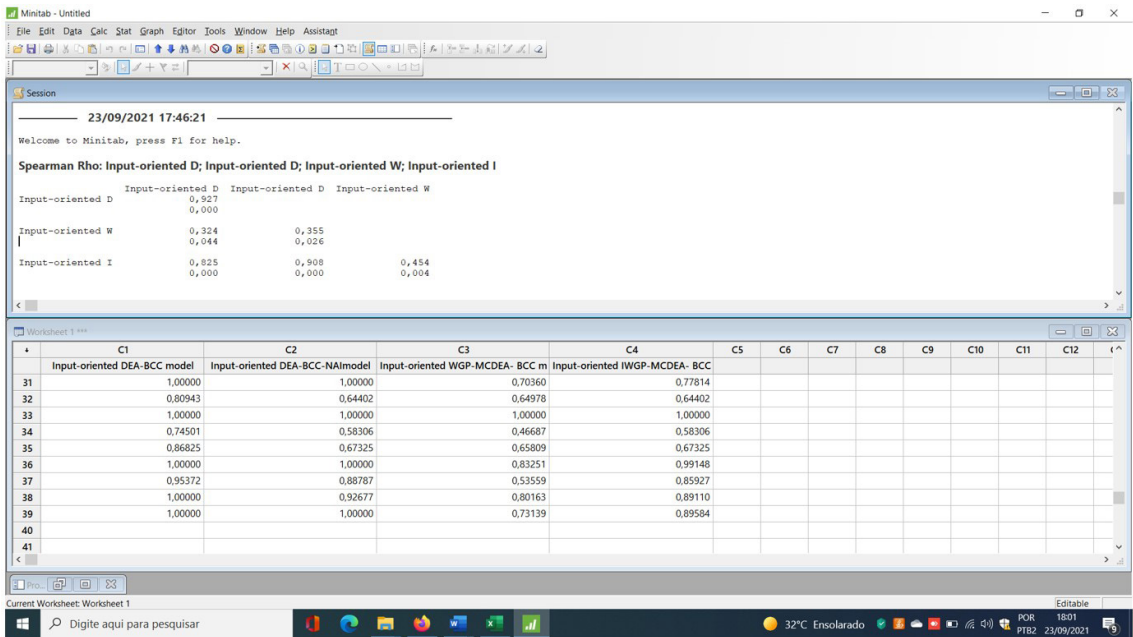 Minitab - Untitled
File Edit Data Calc Stat Graph Editor Tools Window Help Assistant
Session
23/09/2021 17:46:21
Welcome to Minitab, press F1 for help.
Spearman Rho: Input-oriented D; Input-oriented D; Input-oriented W; Input-oriented I
Input-oriented D Input-oriented D Input-oriented W
Input-oriented D 0,927
0,000
Input-oriented W 0,324 0,355
0,044 0,026
Input-oriented I 0,825 0,908 0,454
0,000 0,000 0,004
Worksheet 1 ***
C1 C2 C3 C4 C5 C6 C7 C8 C9 C10 C11 C12
Input-oriented DEA-BCC model Input-oriented DEA-BCC-NAImodel Input-oriented WGP-MCDEA- BCC m Input-oriented IWGP-MCDEA- BCC
31 1,00000 1,00000 0,70360 0,77814
32 0,80943 0,64402 0,64978 0,64402
33 1,00000 1,00000 1,00000 1,00000
34 0,74501 0,58306 0,46687 0,58306
35 0,86825 0,67325 0,65809 0,67325
36 1,00000 1,00000 0,83251 0,99148
37 0,95372 0,88787 0,53559 0,85927
38 1,00000 0,92677 0,80163 0,89110
39 1,00000 1,00000 0,73139 0,89584
40
41
Pro...
Current Worksheet: Worksheet 1 Editable
Digite aqui para pesquisar 32°C Ensolarado POR 18:01
PTB2 23/09/2021